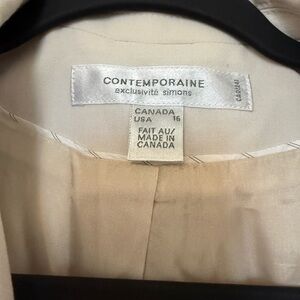 CONTEMPORAINE
exclusivité simons
CANADA
USA 16
FAIT AU/
MADE IN
CANADA